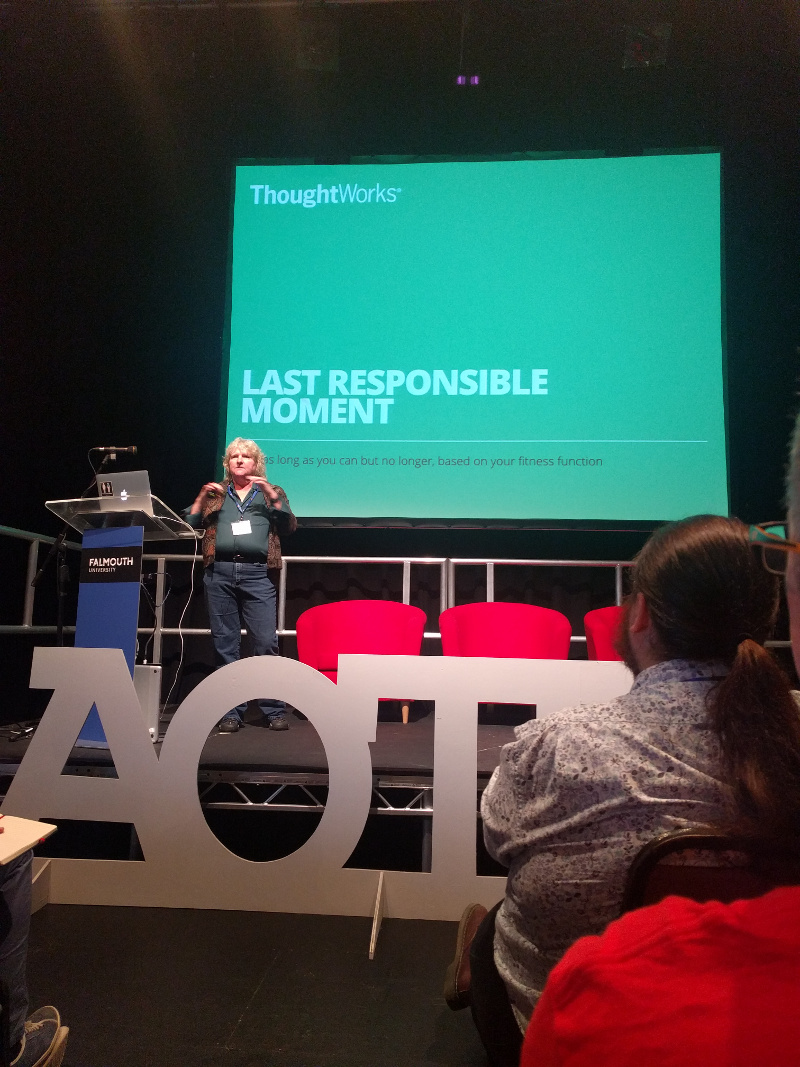 ThoughtWorks®
LAST RESPONSIBLE
MOMENT
as long as you can but no longer, based on your fitness function
FALMOUTH
UNIVERSITY
AOT